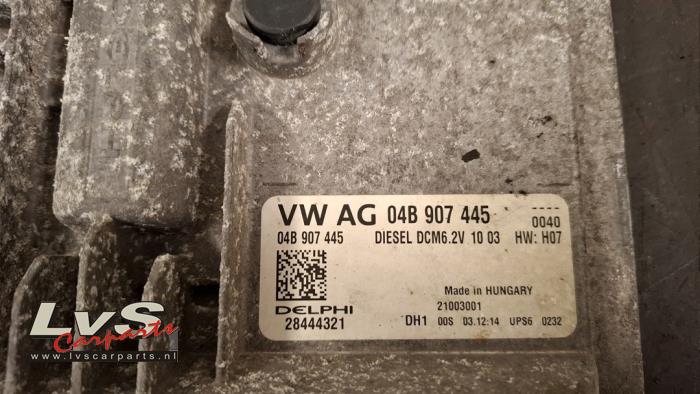 VW AG 04B 907 445 ----
0040
04B 907 445 DIESEL DCM6.2V 10 03 HW: H07
Made in HUNGARY
DELPHI 21003001
28444321 DH1 00S 03.12.14 UPS6 0232
LvS
Carparts
www.lvscarparts.nl